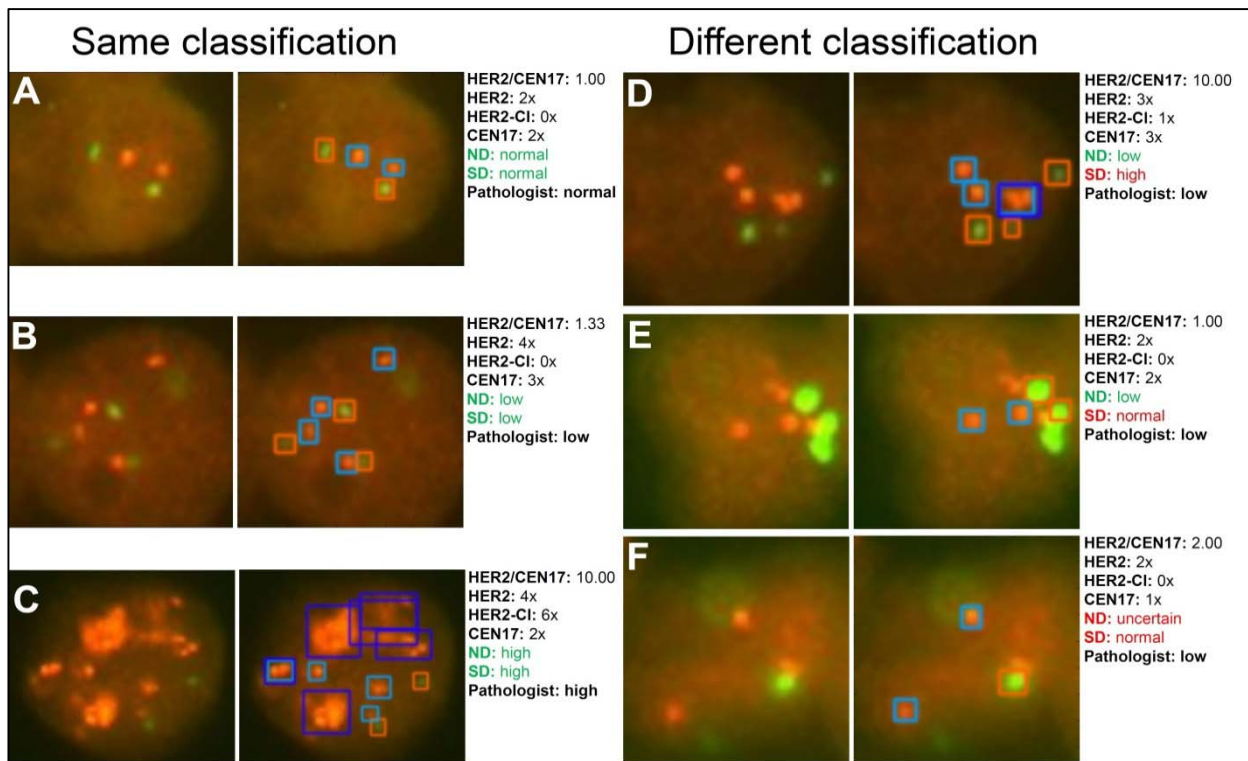 Same classification
A
HER2/CEN17: 1.00
HER2: 2x
HER2-CI: 0x
CEN17: 2x
ND: normal
SD: normal
Pathologist: normal
B
HER2/CEN17: 1.33
HER2: 4x
HER2-CI: 0x
CEN17: 3x
ND: low
SD: low
Pathologist: low
C
HER2/CEN17: 10.00
HER2: 4x
HER2-CI: 6x
CEN17: 2x
ND: high
SD: high
Pathologist: high
Different classification
D
HER2/CEN17: 10.00
HER2: 3x
HER2-CI: 1x
CEN17: 3x
ND: low
SD: high
Pathologist: low
E
HER2/CEN17: 1.00
HER2: 2x
HER2-CI: 0x
CEN17: 2x
ND: low
SD: normal
Pathologist: low
F
HER2/CEN17: 2.00
HER2: 2x
HER2-CI: 0x
CEN17: 1x
ND: uncertain
SD: normal
Pathologist: low